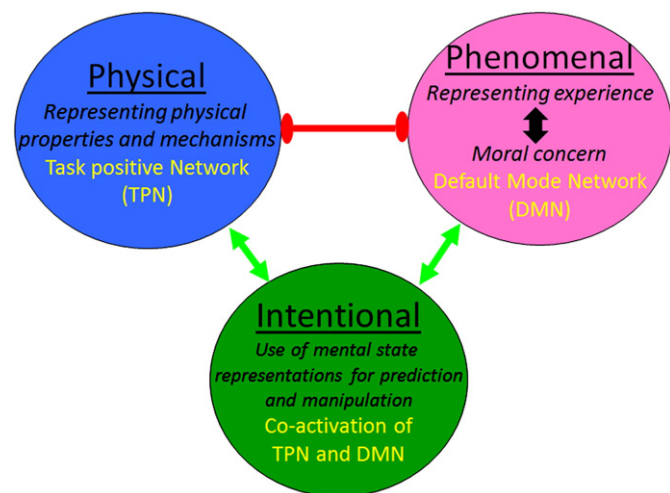 Physical
Representing physical
properties and mechanisms
Task positive Network
(TPN)
Phenomenal
Representing experience
Moral concern
Default Mode Network
(DMN)
Intentional
Use of mental state
representations for prediction
and manipulation
Co-activation of
TPN and DMN